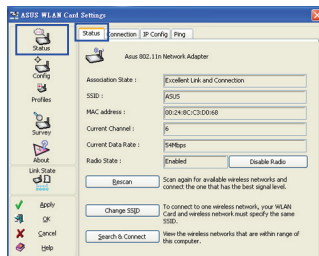 ASUS WLAN Card Settings
Status
Config
Profiles
Survey
About
Link State
Apply
OK
Cancel
Help
Status Connection IP Config Ping
Asus 802.11n Network Adapter
Association State : Excellent Link and Connection
SSID : ASUS
MAC address : 00:24:8C:C3:D0:68
Current Channel : 6
Current Data Rate : 54Mbps
Radio State : Enabled Disable Radio
Rescan Scan again for available wireless networks and
connect the one that has the best signal level.
Change SSID To connect to one wireless network, your WLAN
Card and wireless network must specify the same
SSID.
Search & Connect View the wireless networks that are within range of
this computer.